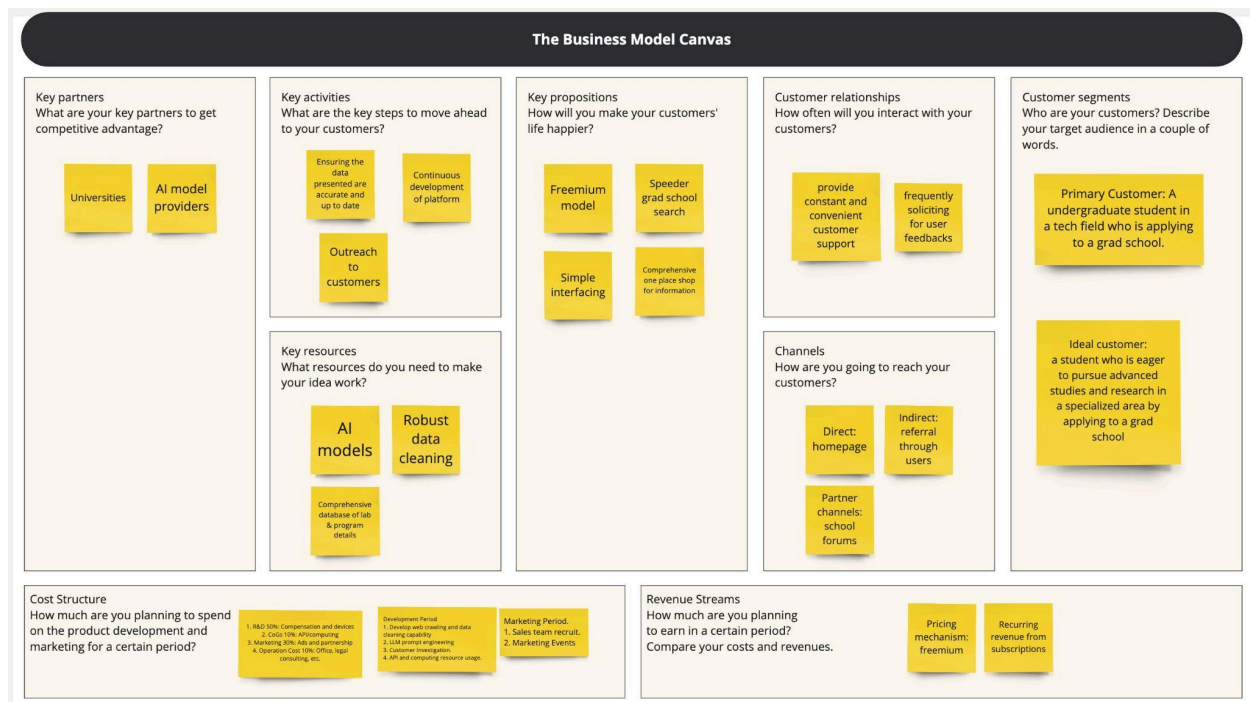 The Business Model Canvas
Key partners
What are your key partners to get
competitive advantage?
Universities
AI model
providers
Key activities
What are the key steps to move ahead
to your customers?
Ensuring the
data
presented are
accurate and
up to date
Continuous
development
of platform
Outreach
to
customers
Key resources
What resources do you need to make
your idea work?
AI
models
Robust
data
cleaning
Comprehensive
database of lab
& program
details
Key propositions
How will you make your customers'
life happier?
Freemium
model
Speeder
grad school
search
Simple
interfacing
Comprehensive
one place shop
for information
Customer relationships
How often will you interact with your
customers?
provide
constant and
convenient
customer
support
frequently
soliciting
for user
feedbacks
Channels
How are you going to reach your
customers?
Direct:
homepage
Indirect:
referral
through
users
Partner
channels:
school
forums
Customer segments
Who are your customers? Describe
your target audience in a couple of
words.
Primary Customer: A
undergraduate student in
a tech field who is applying
to a grad school.
Ideal customer:
a student who is eager
to pursue advanced
studies and research in
a specialized area by
applying to a grad
school
Cost Structure
How much are you planning to spend
on the product development and
marketing for a certain period?
1. R&D 50%: Compensation and devices
2. CoGs 10%: API/computing
3. Marketing 30%: Ads and partnership
4. Operation Cost 10%: Office, legal
consulting, etc.
Development Period
1. Develop web crawling and data
cleaning capability
2. LLM prompt engineering
3. Customer Investigation.
4. API and computing resource usage.
Marketing Period.
1. Sales team recruit.
2. Marketing Events
Revenue Streams
How much are you planning
to earn in a certain period?
Compare your costs and revenues.
Pricing
mechanism:
freemium
Recurring
revenue from
subscriptions